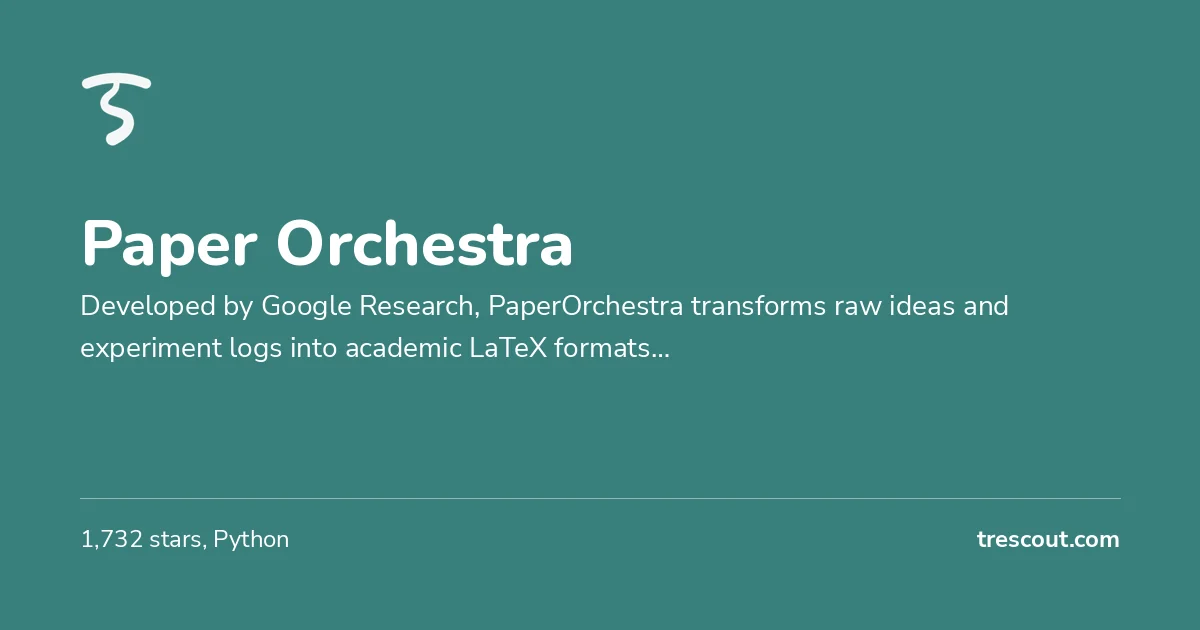 Paper Orchestra
Developed by Google Research, PaperOrchestra transforms raw ideas and
experiment logs into academic LaTeX formats...
1,732 stars, Python
trescout.com